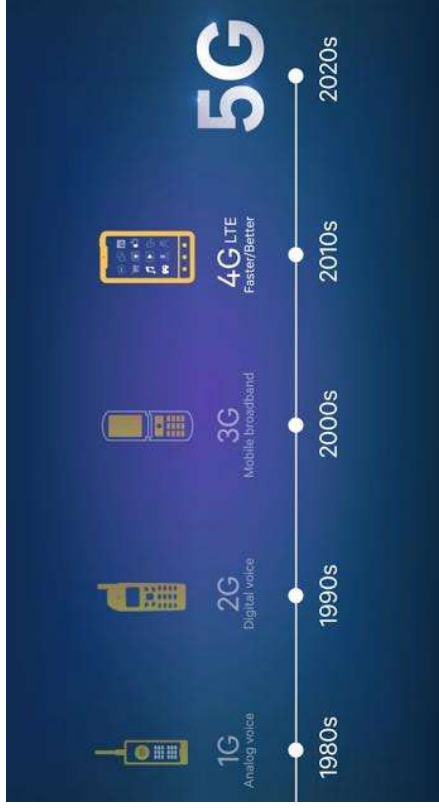 1G
Analog voice
2G
Digital voice
3G
Mobile broadband
4G LTE
Faster/Better
5G
1980s
1990s
2000s
2010s
2020s